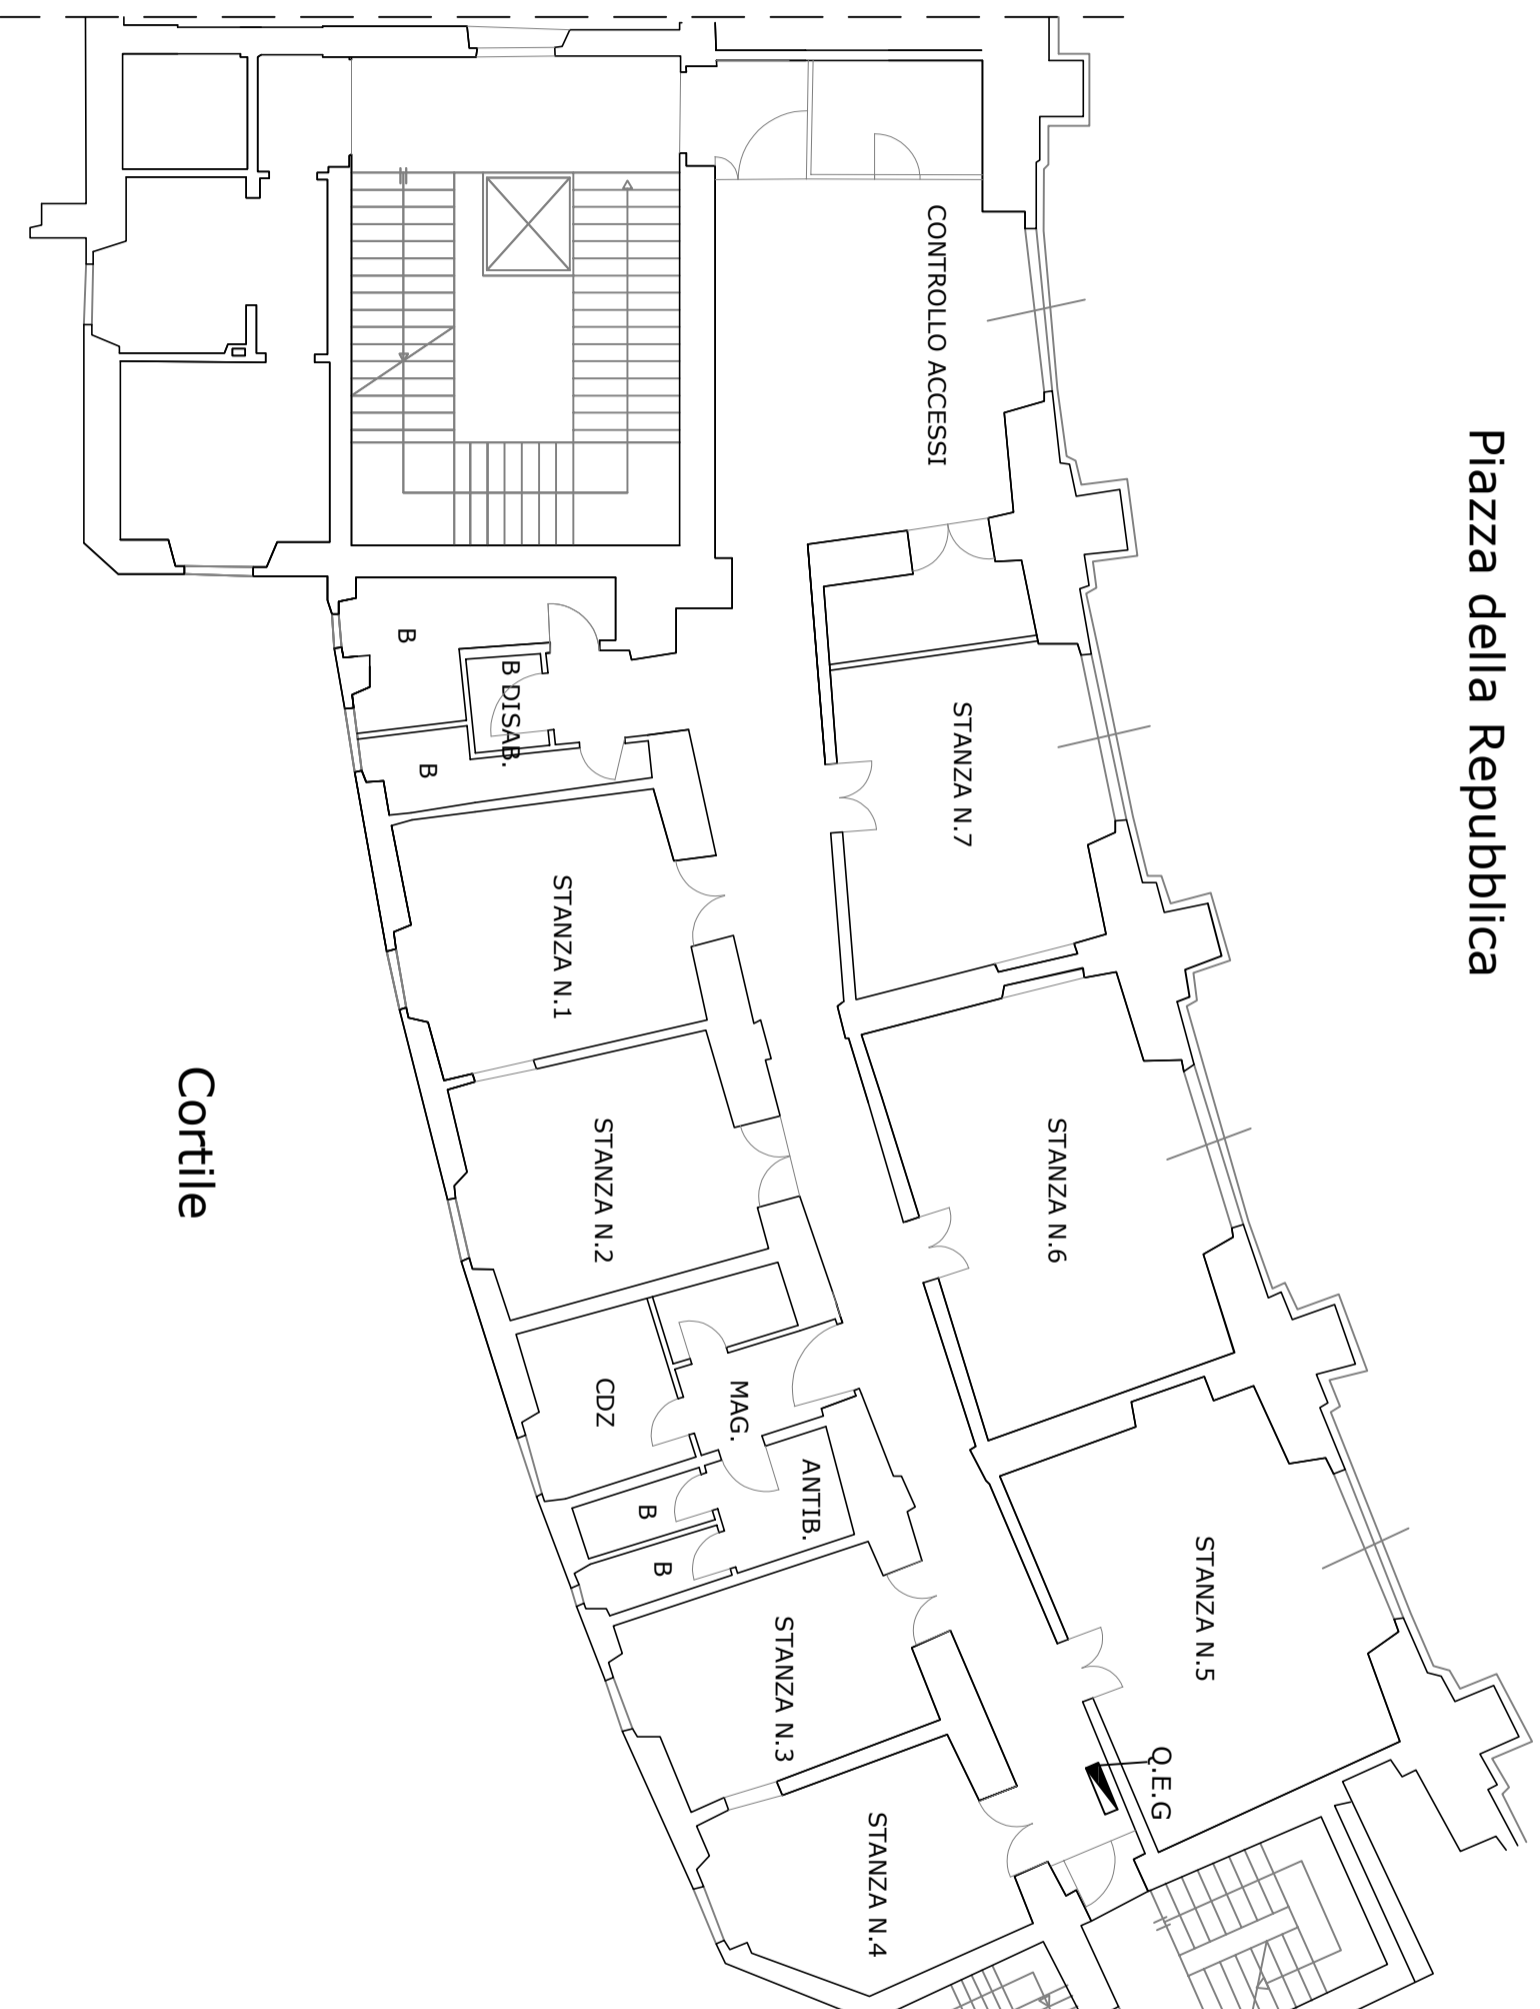 Piazza della Repubblica
CONTROLLO ACCESSI
STANZA N.7
STANZA N.6
STANZA N.5
Q.E.G
B
B DISAB.
B
STANZA N.1
STANZA N.2
CDZ
MAG.
ANTIB.
B
B
STANZA N.3
STANZA N.4
Cortile